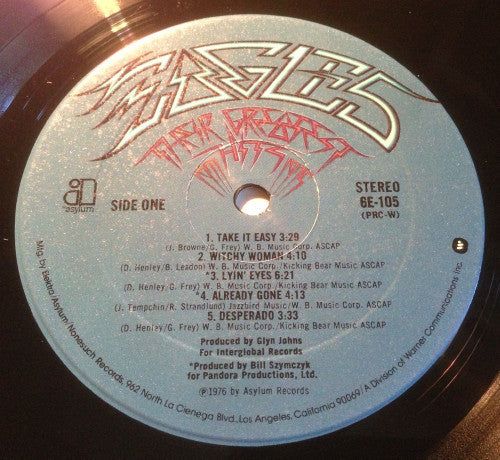 EAGLES
THEIR GREATEST
HITS
asylum
SIDE ONE
STEREO
6E-105
(PRC-W)
1. TAKE IT EASY 3:29
(J. Browne/G. Frey) W. B. Music Corp. ASCAP
2. WITCHY WOMAN 4:10
(D. Henley/B. Leadon) W. B. Music Corp./Kicking Bear Music ASCAP
*3. LYIN' EYES 6:21
(D. Henley, G. Frey) W. B. Music Corp./Kicking Bear Music ASCAP
*4. ALREADY GONE 4:13
(J. Tempchin/R. Strandlund) Jazzbird Music/W. B. Music Corp. ASCAP
5. DESPERADO 3:33
(D. Henley/G. Frey) W. B. Music Corp./Kicking Bear Music ASCAP
Produced by Glyn Johns
For Interglobal Records
*Produced by Bill Szymczyk
for Pandora Productions, Ltd.
℗1976 by Asylum Records
Mfg. by Elektra/Asylum/Nonesuch Records, 962 North La Cienega Blvd., Los Angeles, California 90069/A Division of Warner Communications Inc.